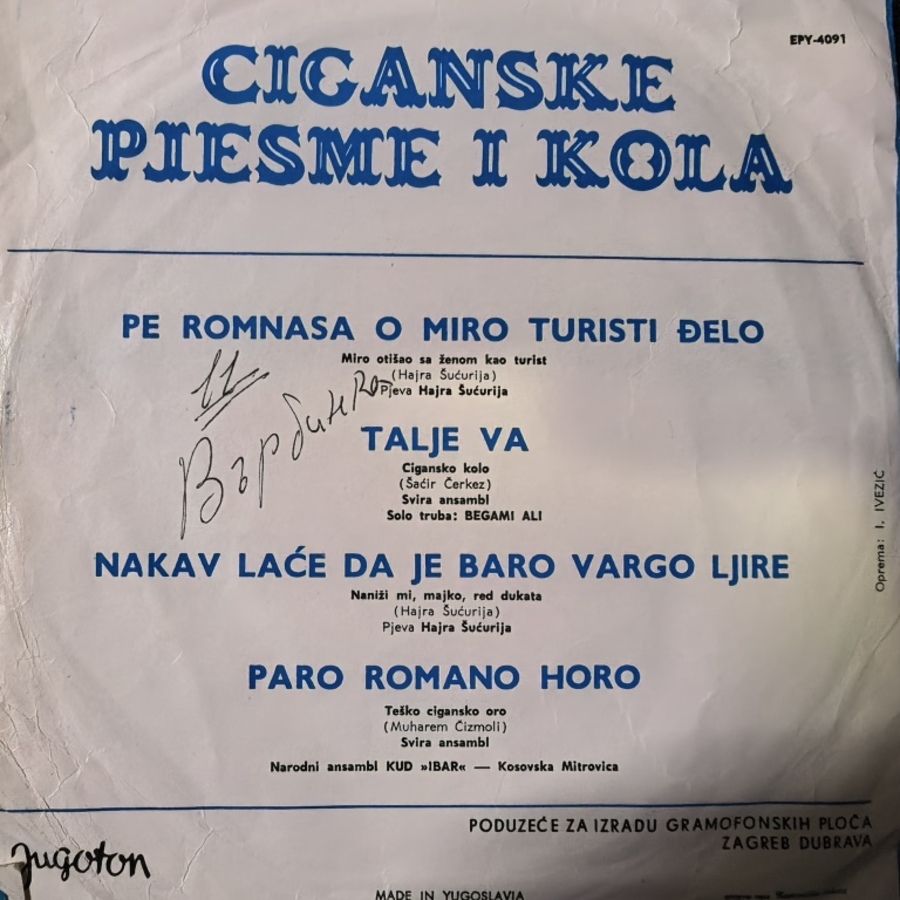 EPY-4091
CIGANSKE
PJESME I KOLA
PE ROMNASA O MIRO TURISTI ĐELO
Miro otišao sa ženom kao turist
(Hajra Šućurija)
Pjeva Hajra Šućurija
11
Върбинка
TALJE VA
Cigansko kolo
(Šaćir Čerkez)
Svira ansambl
Solo truba: BEGAMI ALI
NAKAV LAĆE DA JE BARO VARGO LJIRE
Naniži mi, majko, red dukata
(Hajra Šućurija)
Pjeva Hajra Šućurija
PARO ROMANO HORO
Teško cigansko oro
(Muharem Čizmoli)
Svira ansambl
Narodni ansambl KUD »IBAR« — Kosovska Mitrovica
Oprema: I. IVEZIĆ
PODUZEĆE ZA IZRADU GRAMOFONSKIH PLOČA
ZAGREB DUBRAVA
Jugoton
MADE IN YUGOSLAVIA